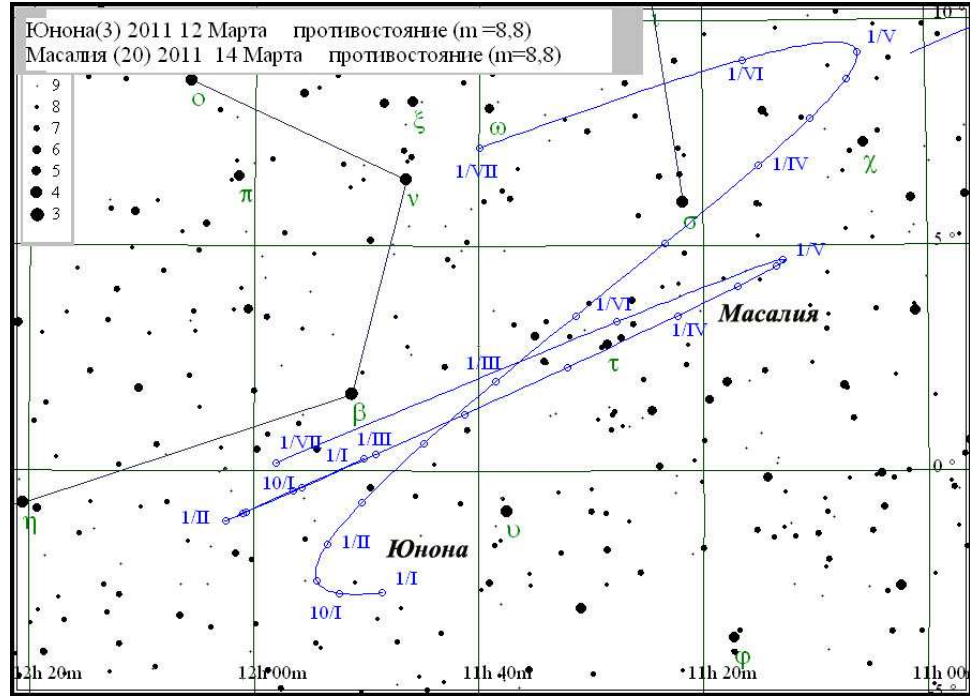 Юнона(3) 2011 12 Марта противостояние (m =8,8)
Масалия (20) 2011 14 Марта противостояние (m=8,8)
10°
9
8
7
6
5
4
3
ο
ξ
ω
π
ν
χ
σ
1/V
1/VI
1/VII
1/IV
5°
1/V
1/VI
Масалия
1/IV
τ
1/III
β
1/VII
1/III
1/I
0°
10/I
1/II
η
υ
1/II
Юнона
1/I
10/I
φ
12h 20m
12h 00m
11h 40m
11h 20m
11h 00
5°